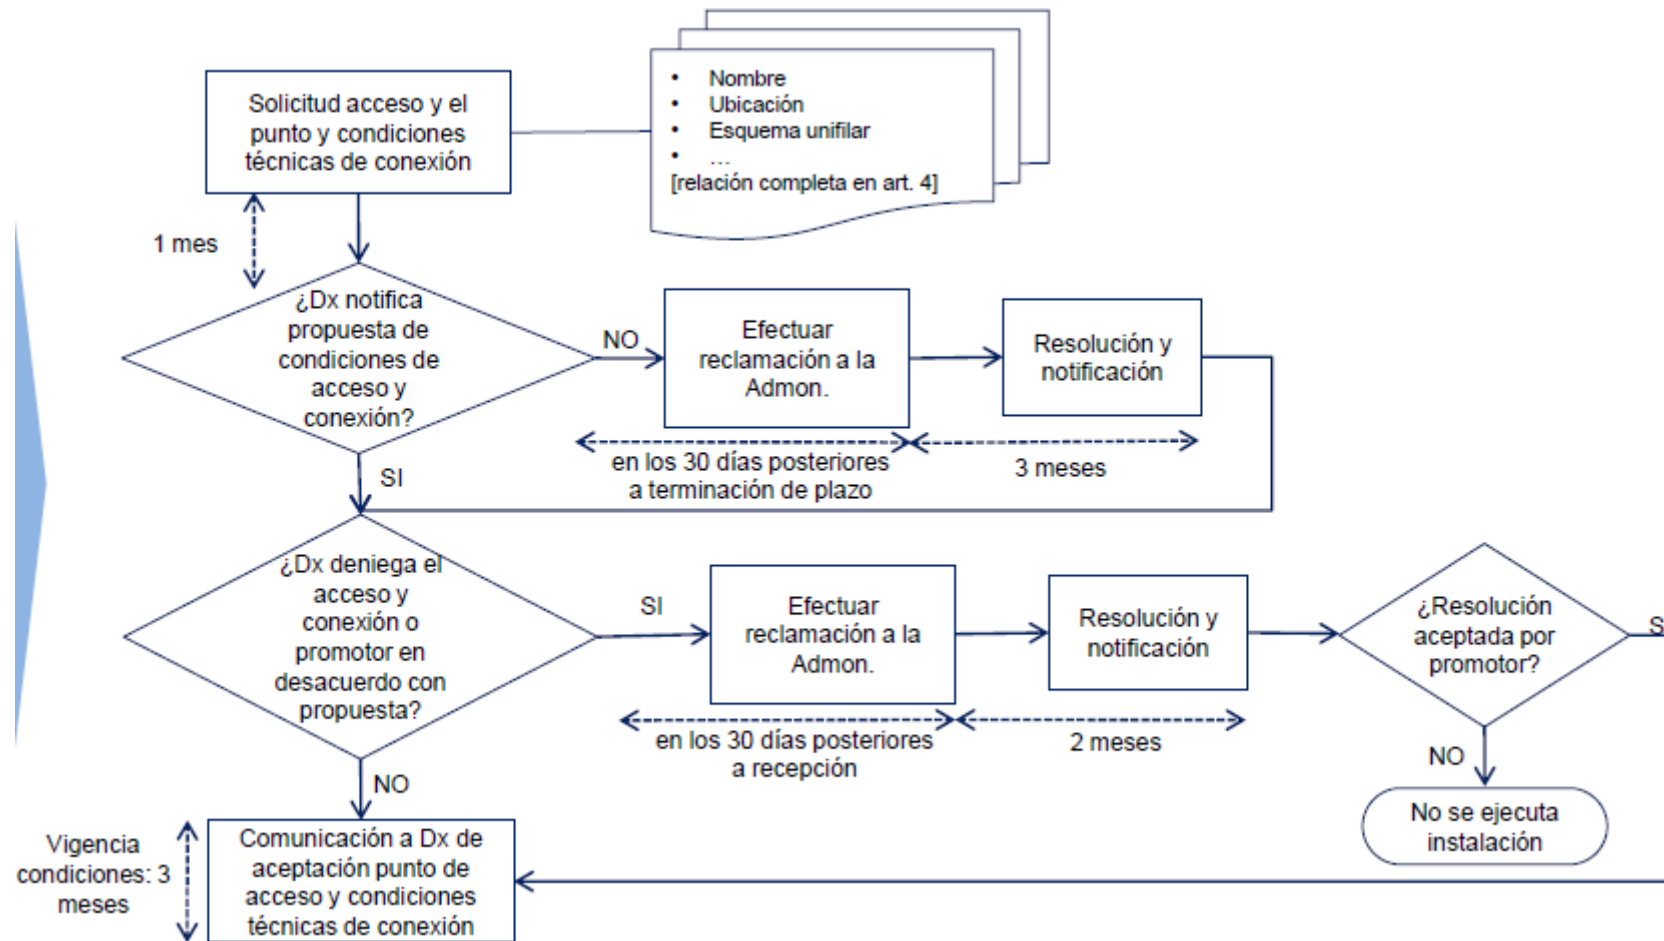 Solicitud acceso y el
punto y condiciones
técnicas de conexión
• Nombre
• Ubicación
• Esquema unifilar
• ...
[relación completa en art. 4]
1 mes
¿Dx notifica
propuesta de
condiciones de
acceso y
conexión?
NO
Efectuar
reclamación a la
Admon.
Resolución y
notificación
en los 30 días posteriores
a terminación de plazo
3 meses
SI
¿Dx deniega el
acceso y
conexión o
promotor en
desacuerdo con
propuesta?
SI
Efectuar
reclamación a la
Admon.
Resolución y
notificación
¿Resolución
aceptada por
promotor?
S
en los 30 días posteriores
a recepción
2 meses
NO
NO
No se ejecuta
instalación
Vigencia
condiciones: 3
meses
Comunicación a Dx de
aceptación punto de
acceso y condiciones
técnicas de conexión